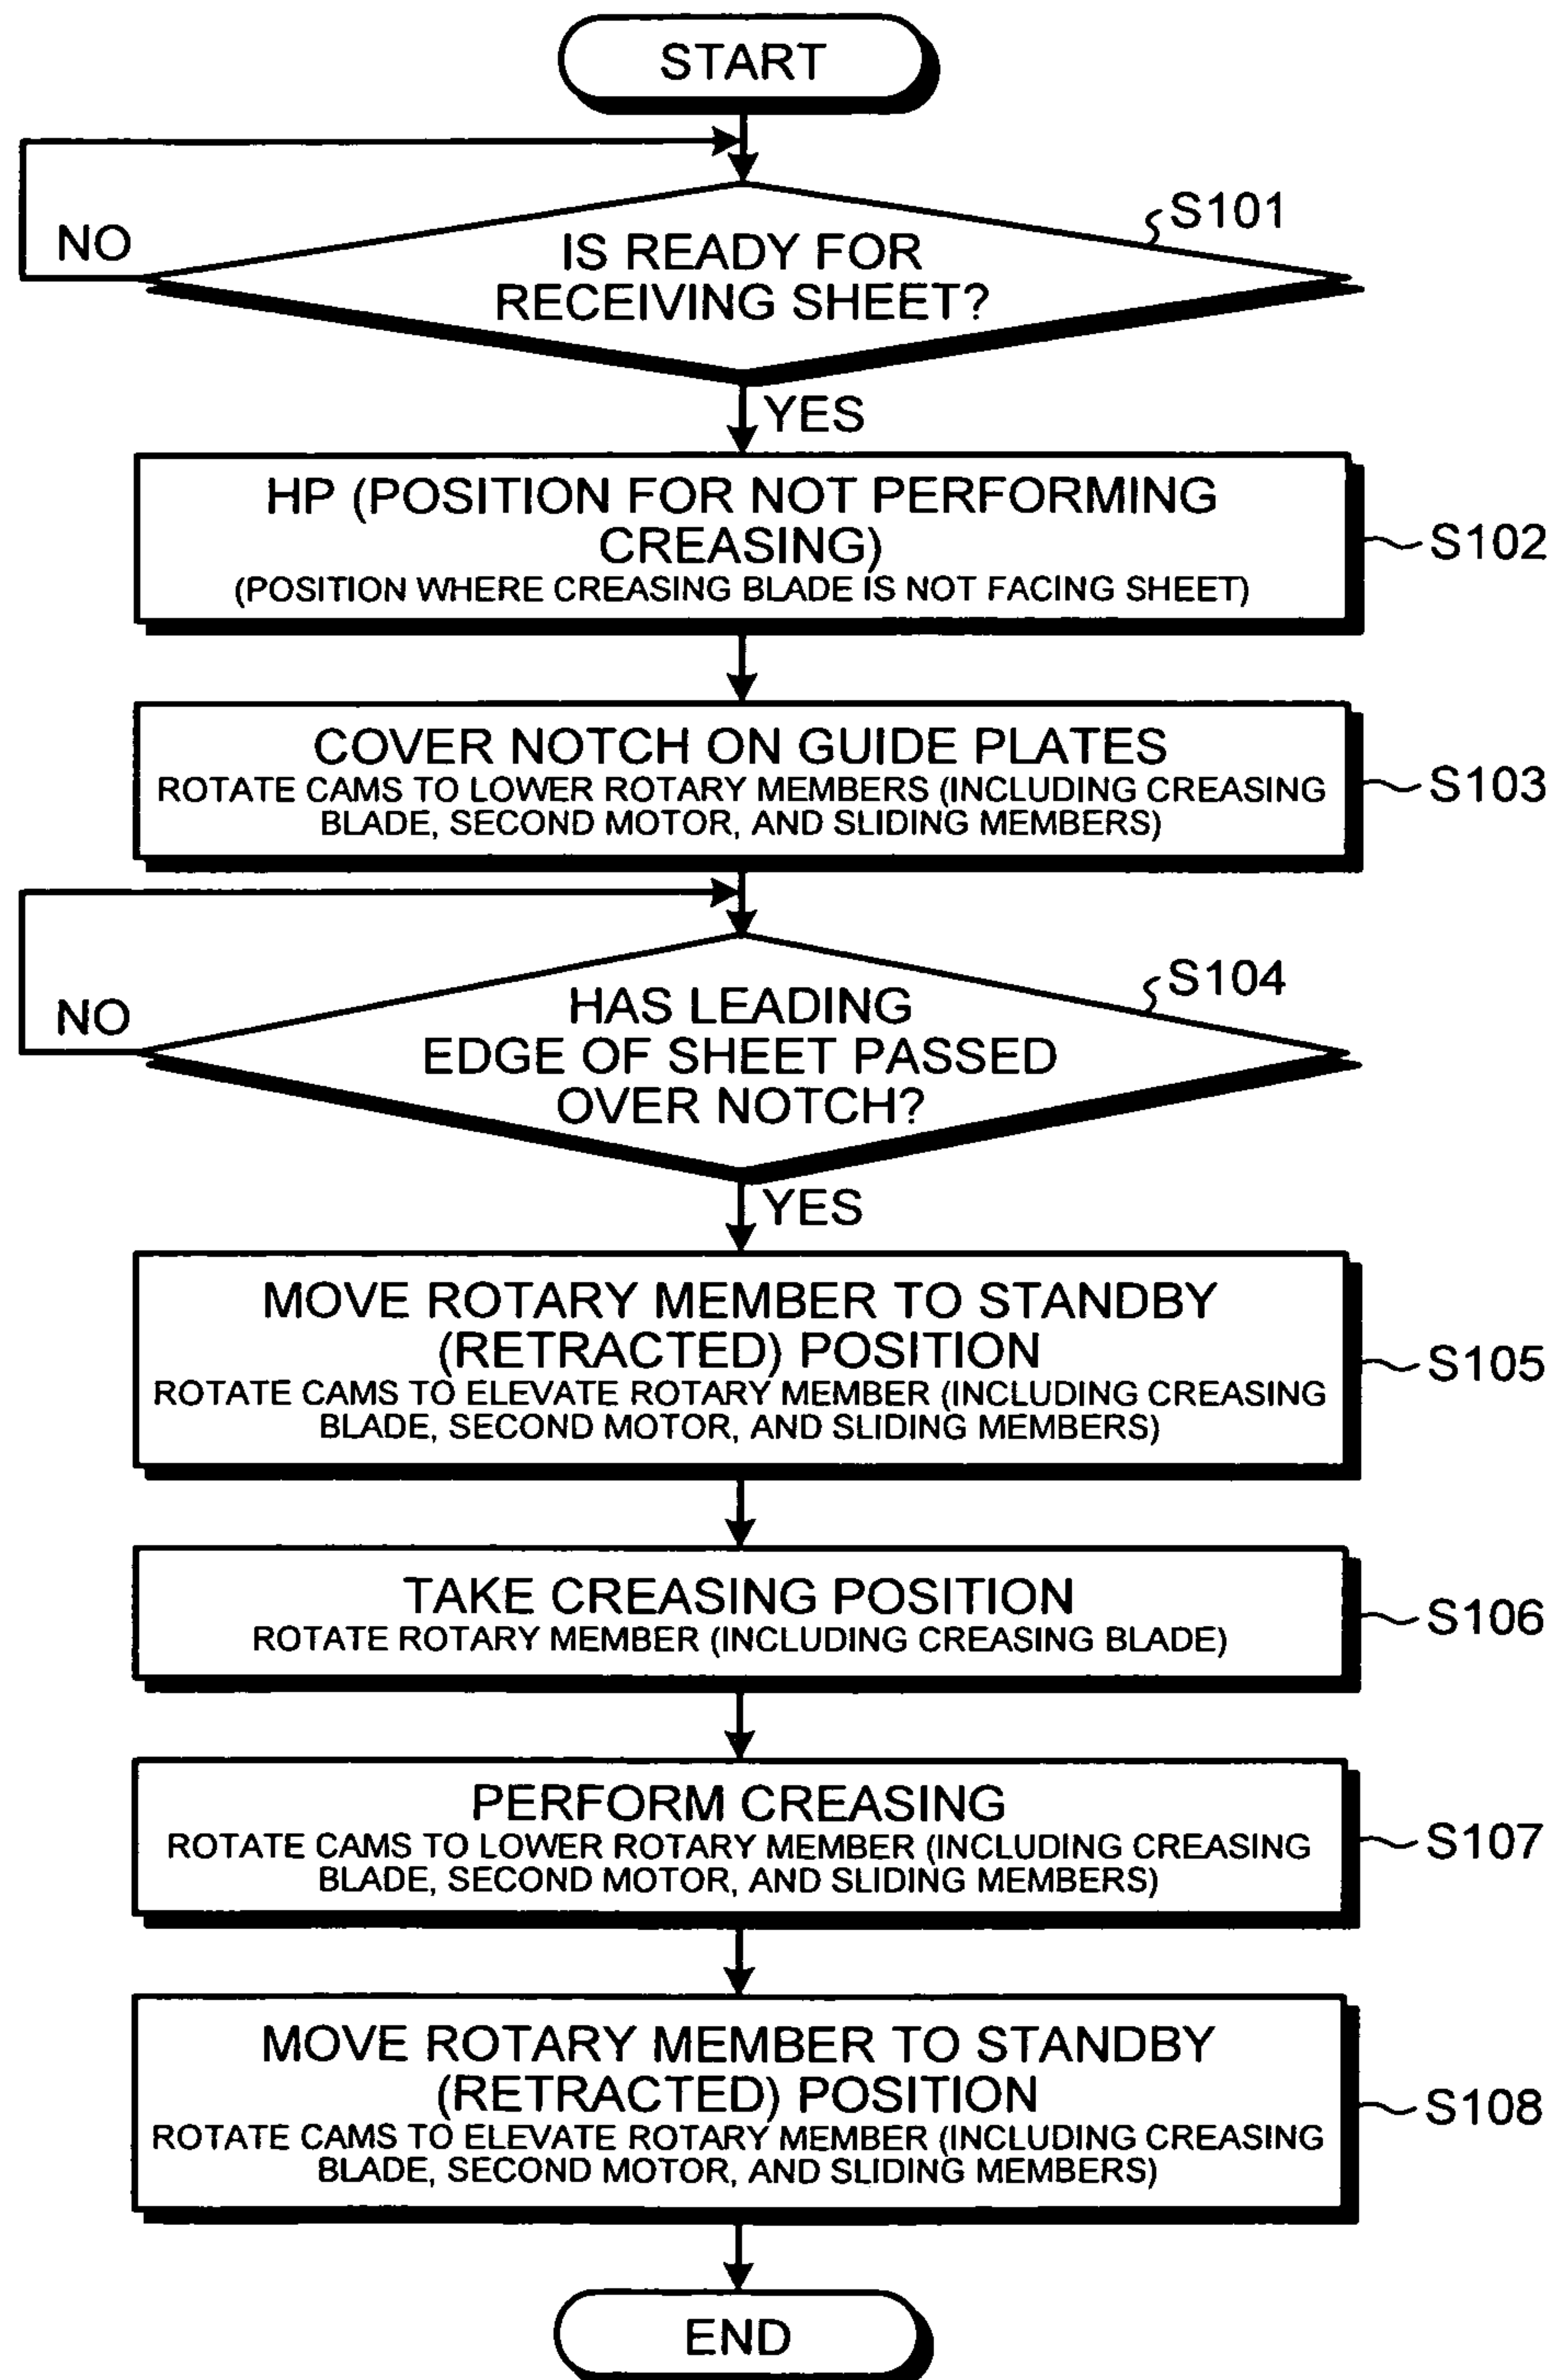 START
NO
S101
IS READY FOR
RECEIVING SHEET?
YES
HP (POSITION FOR NOT PERFORMING
CREASING)
(POSITION WHERE CREASING BLADE IS NOT FACING SHEET)
S102
COVER NOTCH ON GUIDE PLATES
ROTATE CAMS TO LOWER ROTARY MEMBERS (INCLUDING CREASING
BLADE, SECOND MOTOR, AND SLIDING MEMBERS)
S103
NO
S104
HAS LEADING
EDGE OF SHEET PASSED
OVER NOTCH?
YES
MOVE ROTARY MEMBER TO STANDBY
(RETRACTED) POSITION
ROTATE CAMS TO ELEVATE ROTARY MEMBER (INCLUDING CREASING
BLADE, SECOND MOTOR, AND SLIDING MEMBERS)
S105
TAKE CREASING POSITION
ROTATE ROTARY MEMBER (INCLUDING CREASING BLADE)
S106
PERFORM CREASING
ROTATE CAMS TO LOWER ROTARY MEMBER (INCLUDING CREASING
BLADE, SECOND MOTOR, AND SLIDING MEMBERS)
S107
MOVE ROTARY MEMBER TO STANDBY
(RETRACTED) POSITION
ROTATE CAMS TO ELEVATE ROTARY MEMBER (INCLUDING CREASING
BLADE, SECOND MOTOR, AND SLIDING MEMBERS)
S108
END